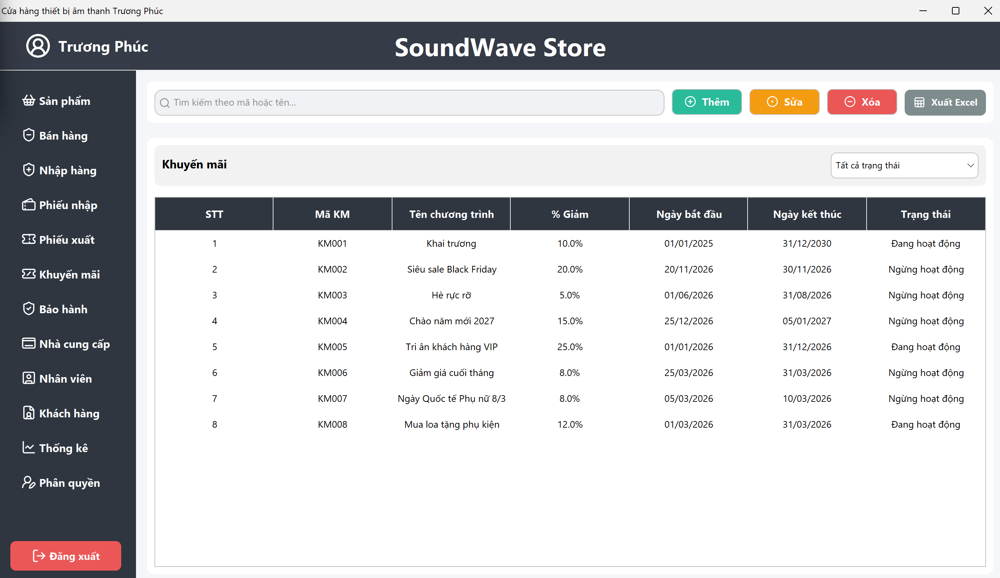 Cửa hàng thiết bị âm thanh Trương Phúc
Trương Phúc
SoundWave Store
Sản phẩm
Bán hàng
Nhập hàng
Phiếu nhập
Phiếu xuất
Khuyến mãi
Bảo hành
Nhà cung cấp
Nhân viên
Khách hàng
Thống kê
Phân quyền
Đăng xuất
Tìm kiếm theo mã hoặc tên...
Thêm
Sửa
Xóa
Xuất Excel
Khuyến mãi
Tất cả trạng thái
STT Mã KM Tên chương trình % Giảm Ngày bắt đầu Ngày kết thúc Trạng thái
1 KM001 Khai trương 10.0% 01/01/2025 31/12/2030 Đang hoạt động
2 KM002 Siêu sale Black Friday 20.0% 20/11/2026 30/11/2026 Ngừng hoạt động
3 KM003 Hè rực rỡ 5.0% 01/06/2026 31/08/2026 Ngừng hoạt động
4 KM004 Chào năm mới 2027 15.0% 25/12/2026 05/01/2027 Ngừng hoạt động
5 KM005 Tri ân khách hàng VIP 25.0% 01/01/2026 31/12/2026 Đang hoạt động
6 KM006 Giảm giá cuối tháng 8.0% 25/03/2026 31/03/2026 Ngừng hoạt động
7 KM007 Ngày Quốc tế Phụ nữ 8/3 8.0% 05/03/2026 10/03/2026 Ngừng hoạt động
8 KM008 Mua loa tặng phụ kiện 12.0% 01/03/2026 31/03/2026 Đang hoạt động